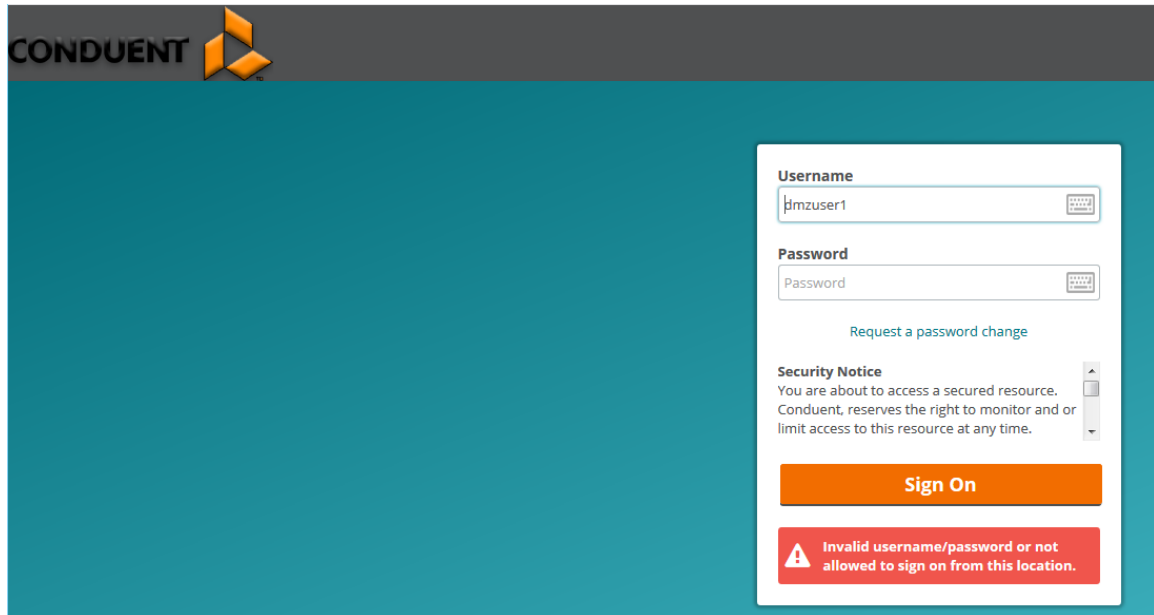 CONDUENT
Username
dmzuser1
Password
Password
Request a password change
Security Notice
You are about to access a secured resource.
Conduent, reserves the right to monitor and or
limit access to this resource at any time.
Sign On
Invalid username/password or not
allowed to sign on from this location.